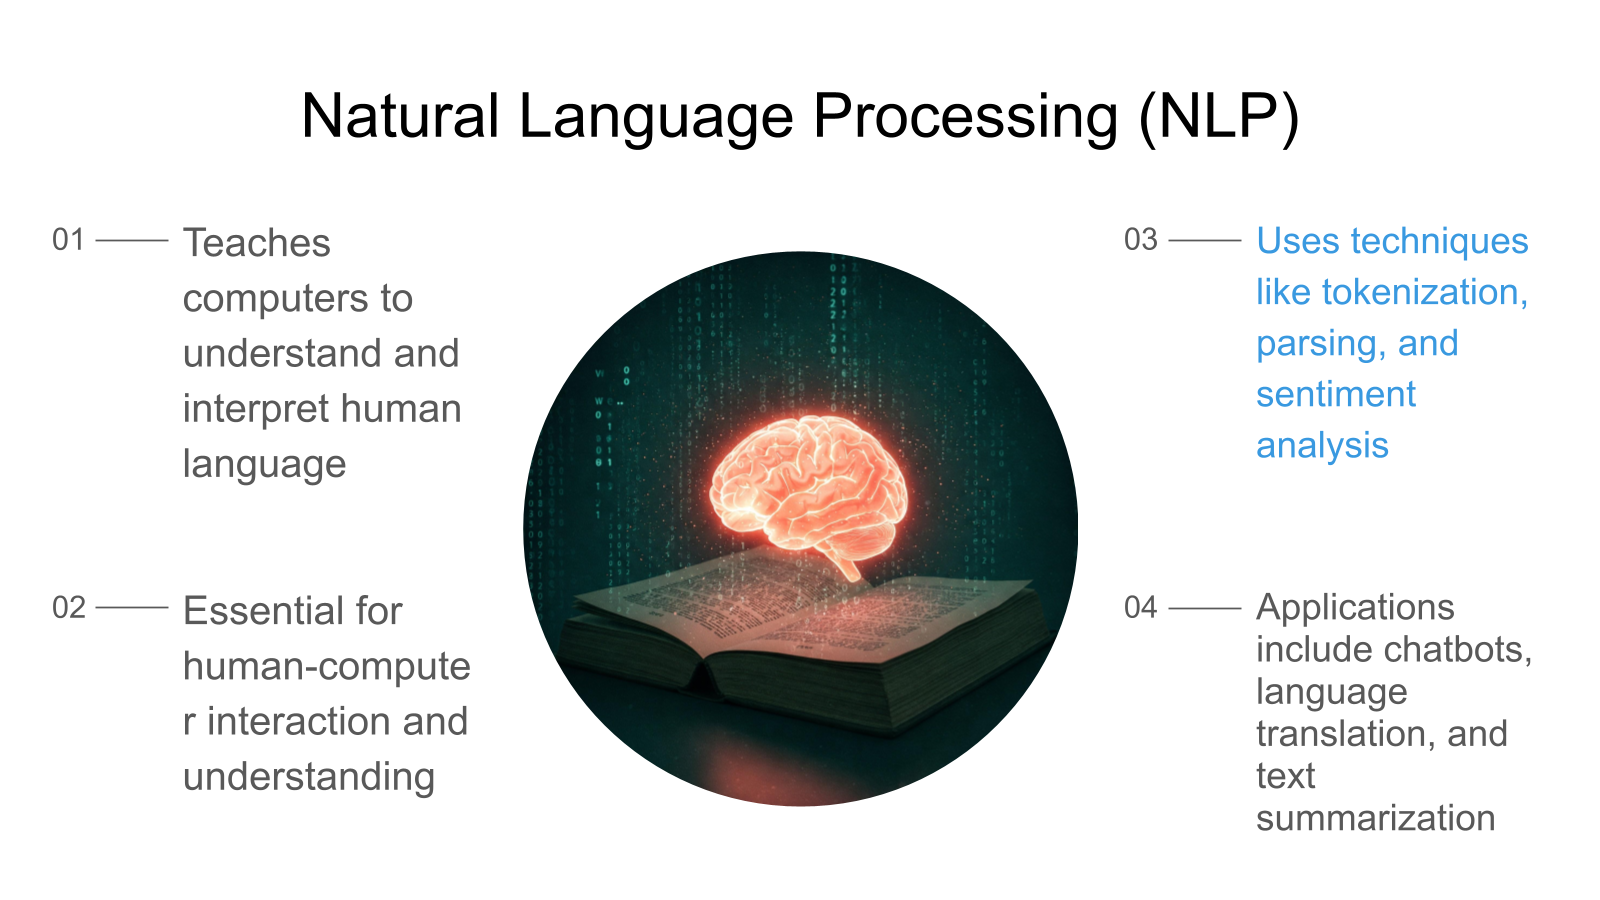 Natural Language Processing (NLP)
01
Teaches
computers to
understand and
interpret human
language
02
Essential for
human-compute
r interaction and
understanding
03
Uses techniques
like tokenization,
parsing, and
sentiment
analysis
04
Applications
include chatbots,
language
translation, and
text
summarization